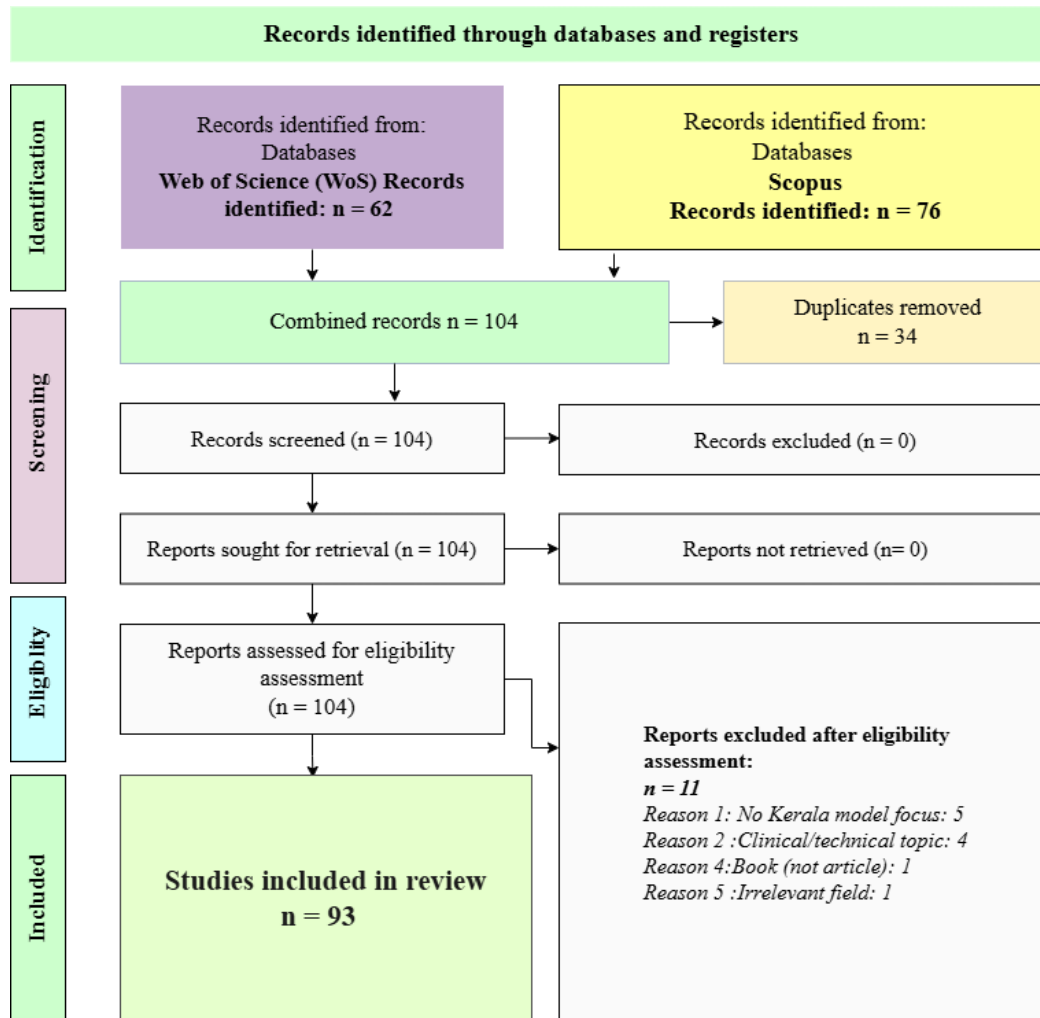 Records identified through databases and registers
Identification
Records identified from:
Databases
Web of Science (WoS) Records
identified: n = 62
Records identified from:
Databases
Scopus
Records identified: n = 76
Combined records n = 104
Duplicates removed
n = 34
Screening
Records screened (n = 104)
Records excluded (n = 0)
Reports sought for retrieval (n = 104)
Reports not retrieved (n= 0)
Eligiblity
Reports assessed for eligibility
assessment
(n = 104)
Reports excluded after eligibility
assessment:
n = 11
Reason 1: No Kerala model focus: 5
Reason 2 :Clinical/technical topic: 4
Reason 4:Book (not article): 1
Reason 5 :Irrelevant field: 1
Included
Studies included in review
n = 93